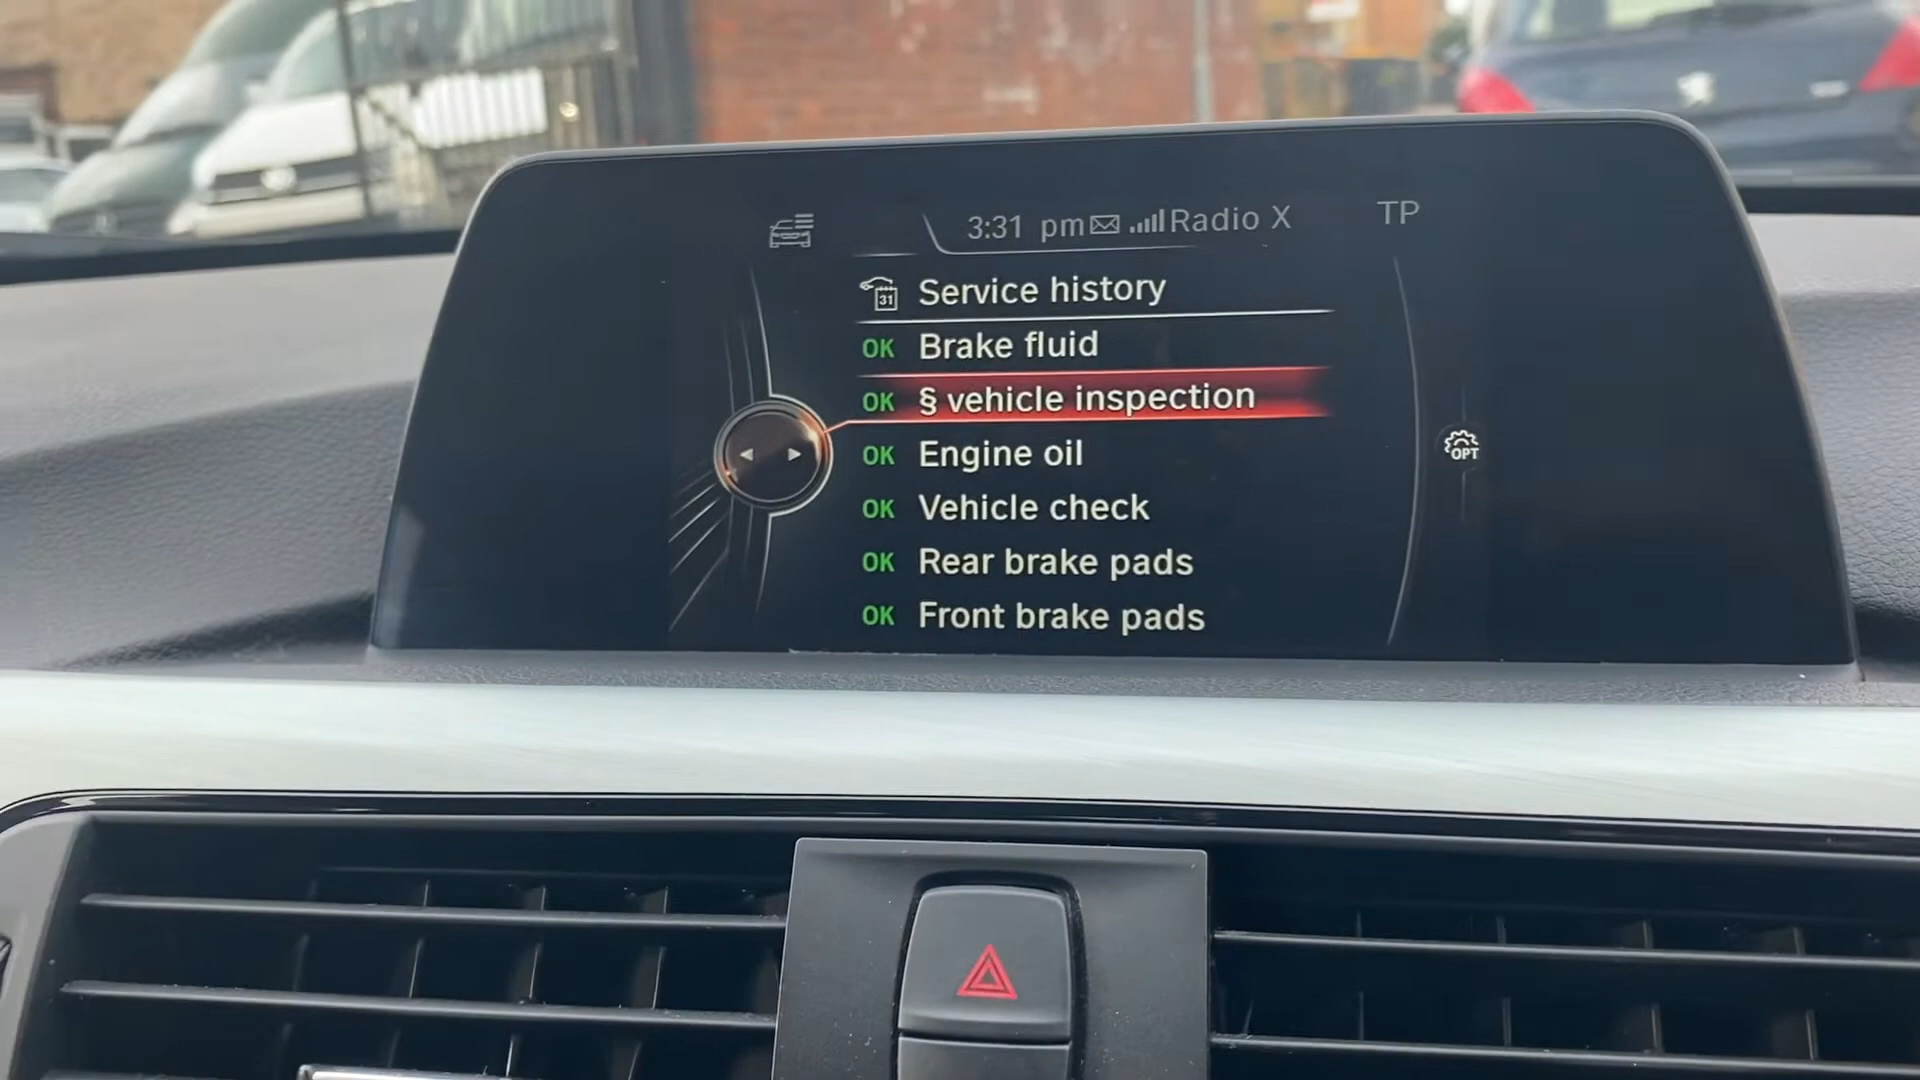 3:31 pm Radio X TP
31 Service history
OK Brake fluid
OK § vehicle inspection
OK Engine oil
OK Vehicle check
OK Rear brake pads
OK Front brake pads
OPT